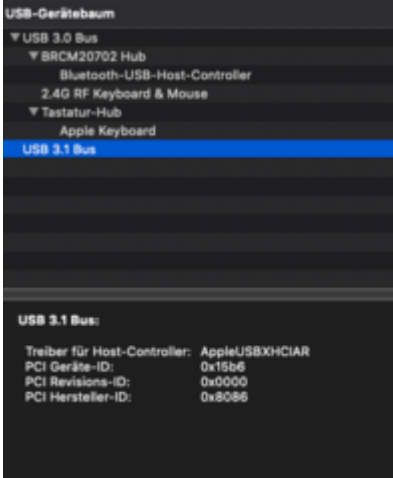 USB-Gerätebaum
USB 3.0 Bus
BRCM20702 Hub
Bluetooth-USB-Host-Controller
2.4G RF Keyboard & Mouse
Tastatur-Hub
Apple Keyboard
USB 3.1 Bus
USB 3.1 Bus:
Treiber für Host-Controller: AppleUSBXHCIAR
PCI Geräte-ID: 0x15b6
PCI Revisions-ID: 0x0000
PCI Hersteller-ID: 0x8086